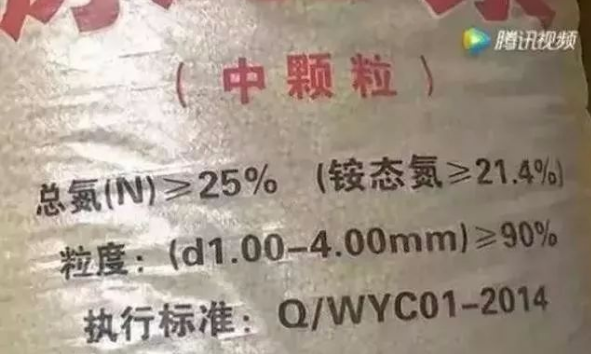 腾讯视频
(中颗粒)
总氮(N)≥25% (铵态氮≥21.4%)
粒度:(d1.00-4.00mm)≥90%
执行标准:Q/WYC01-2014